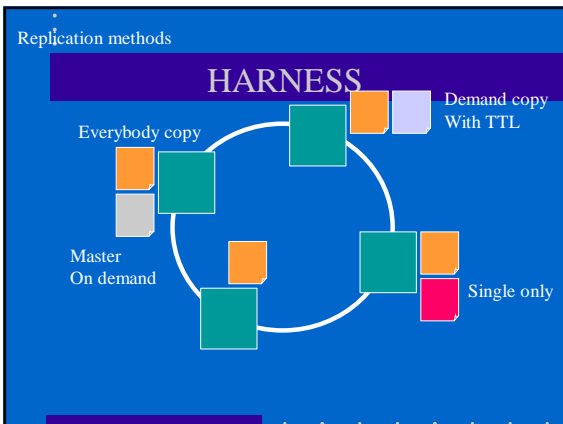 Replication methods
HARNESS
Demand copy
With TTL
Everybody copy
Master
On demand
Single only